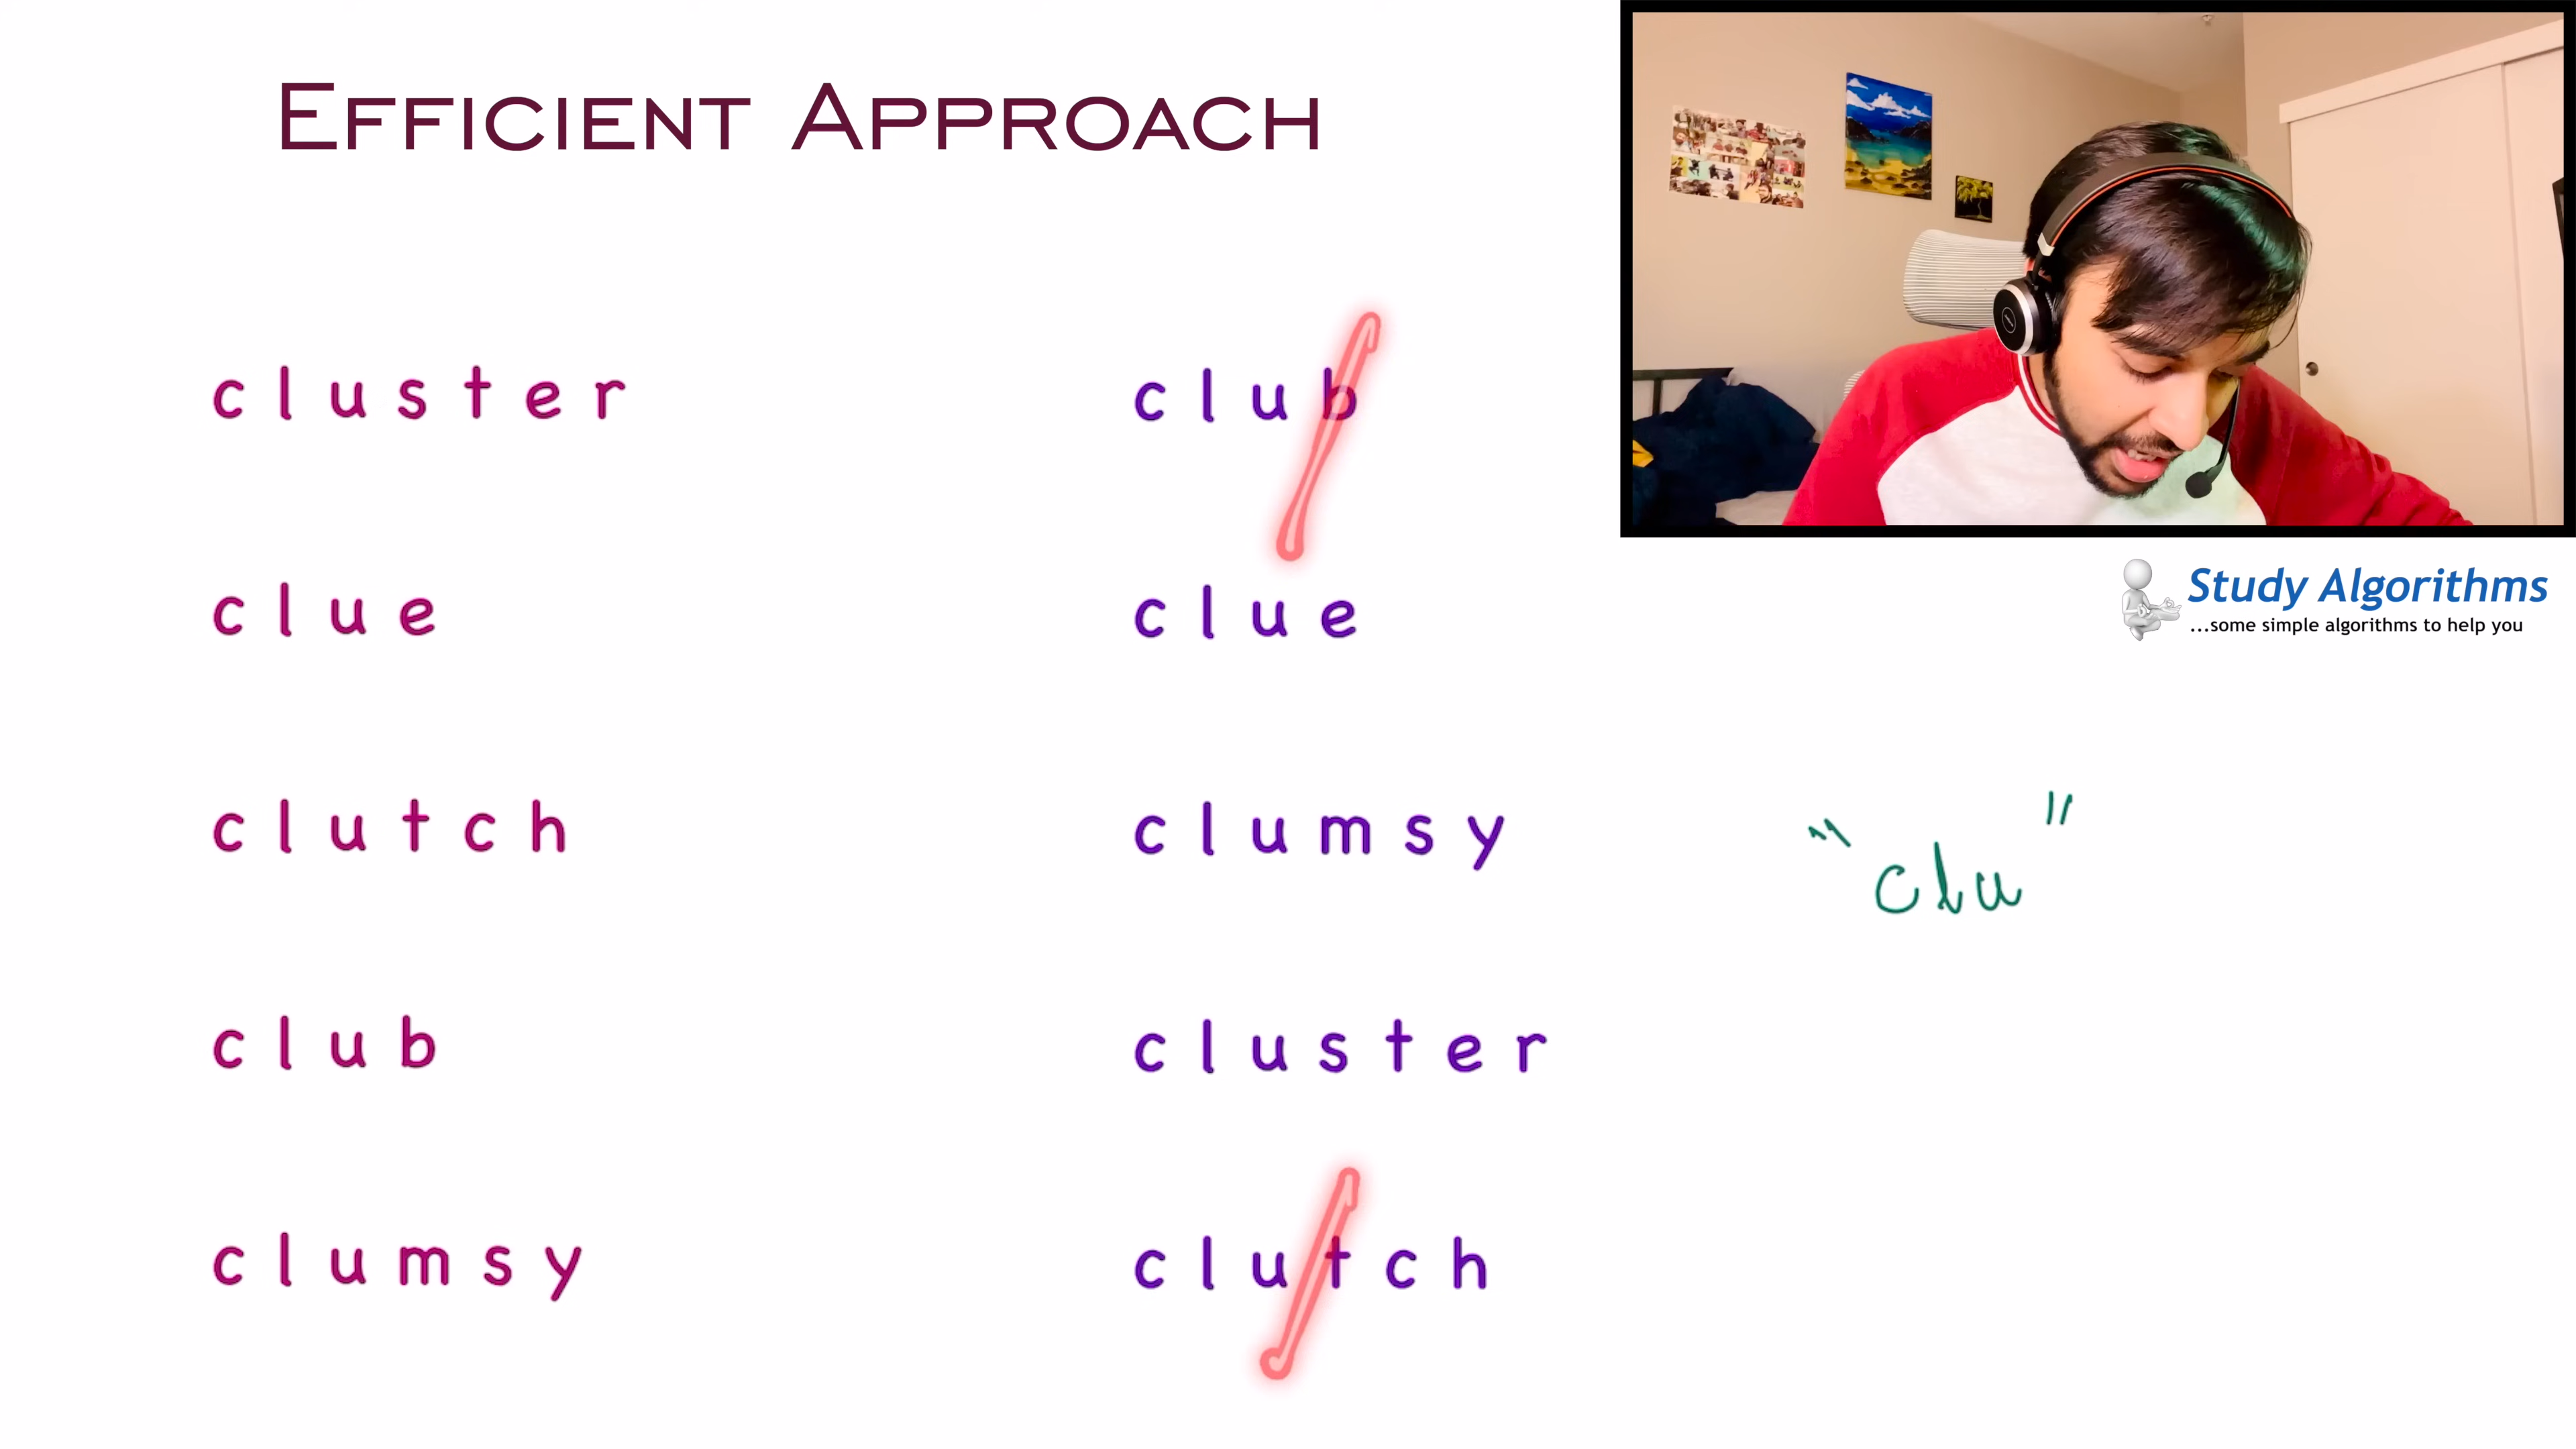 Efficient Approach
cluster
clue
clutch
club
clumsy
club
clue
clumsy
cluster
clutch
"clu"
Study Algorithms
...some simple algorithms to help you